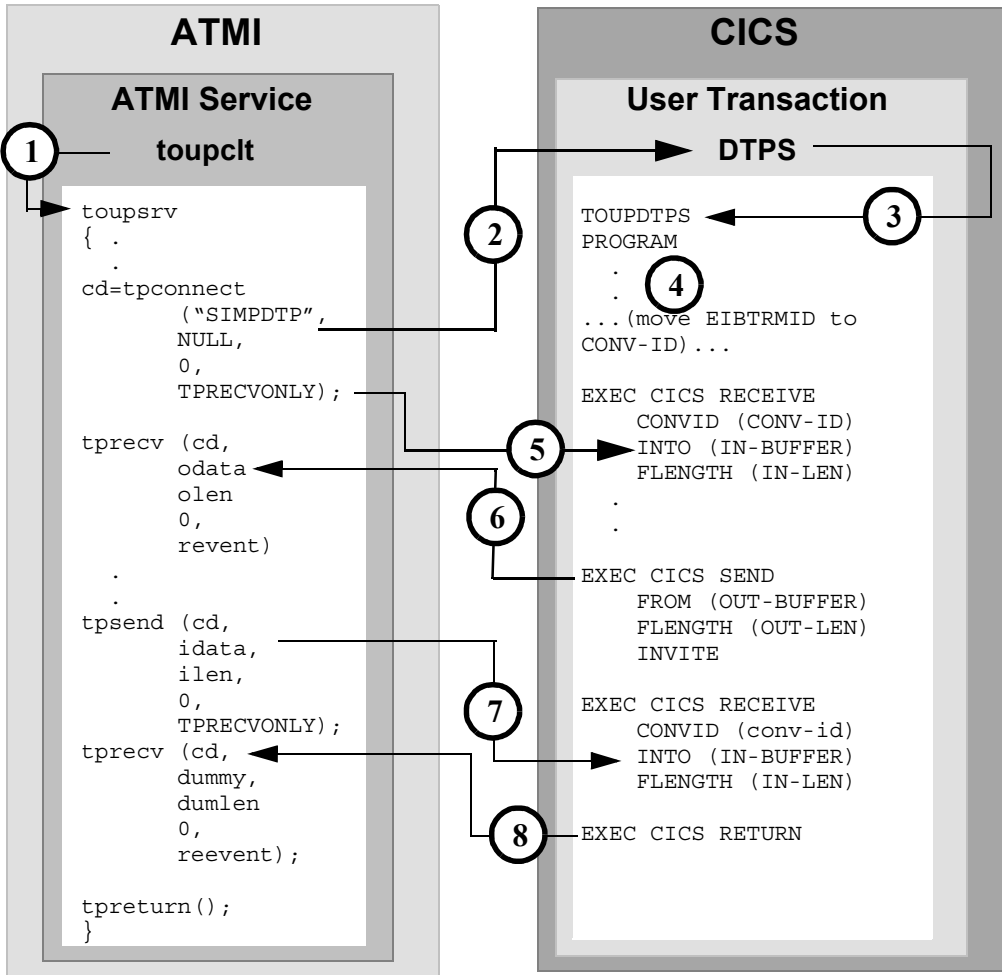 ATMI
ATMI Service
1
toupclt
toupsrv
{ .
.
cd=tpconnect
(“SIMPDTP”,
NULL,
0,
TPRECVONLY);
tprecv (cd,
odata
olen
0,
revent)
.
.
tpsend (cd,
idata,
ilen,
0,
TPRECVONLY);
tprecv (cd,
dummy,
dumlen
0,
reevent);
tpreturn();
}
2
5
6
7
8
CICS
User Transaction
DTPS
3
TOUPDTPS
PROGRAM
.
4
.
...(move EIBTRMID to
CONV-ID)...
EXEC CICS RECEIVE
CONVID (CONV-ID)
INTO (IN-BUFFER)
FLENGTH (IN-LEN)
.
.
EXEC CICS SEND
FROM (OUT-BUFFER)
FLENGTH (OUT-LEN)
INVITE
EXEC CICS RECEIVE
CONVID (conv-id)
INTO (IN-BUFFER)
FLENGTH (IN-LEN)
EXEC CICS RETURN